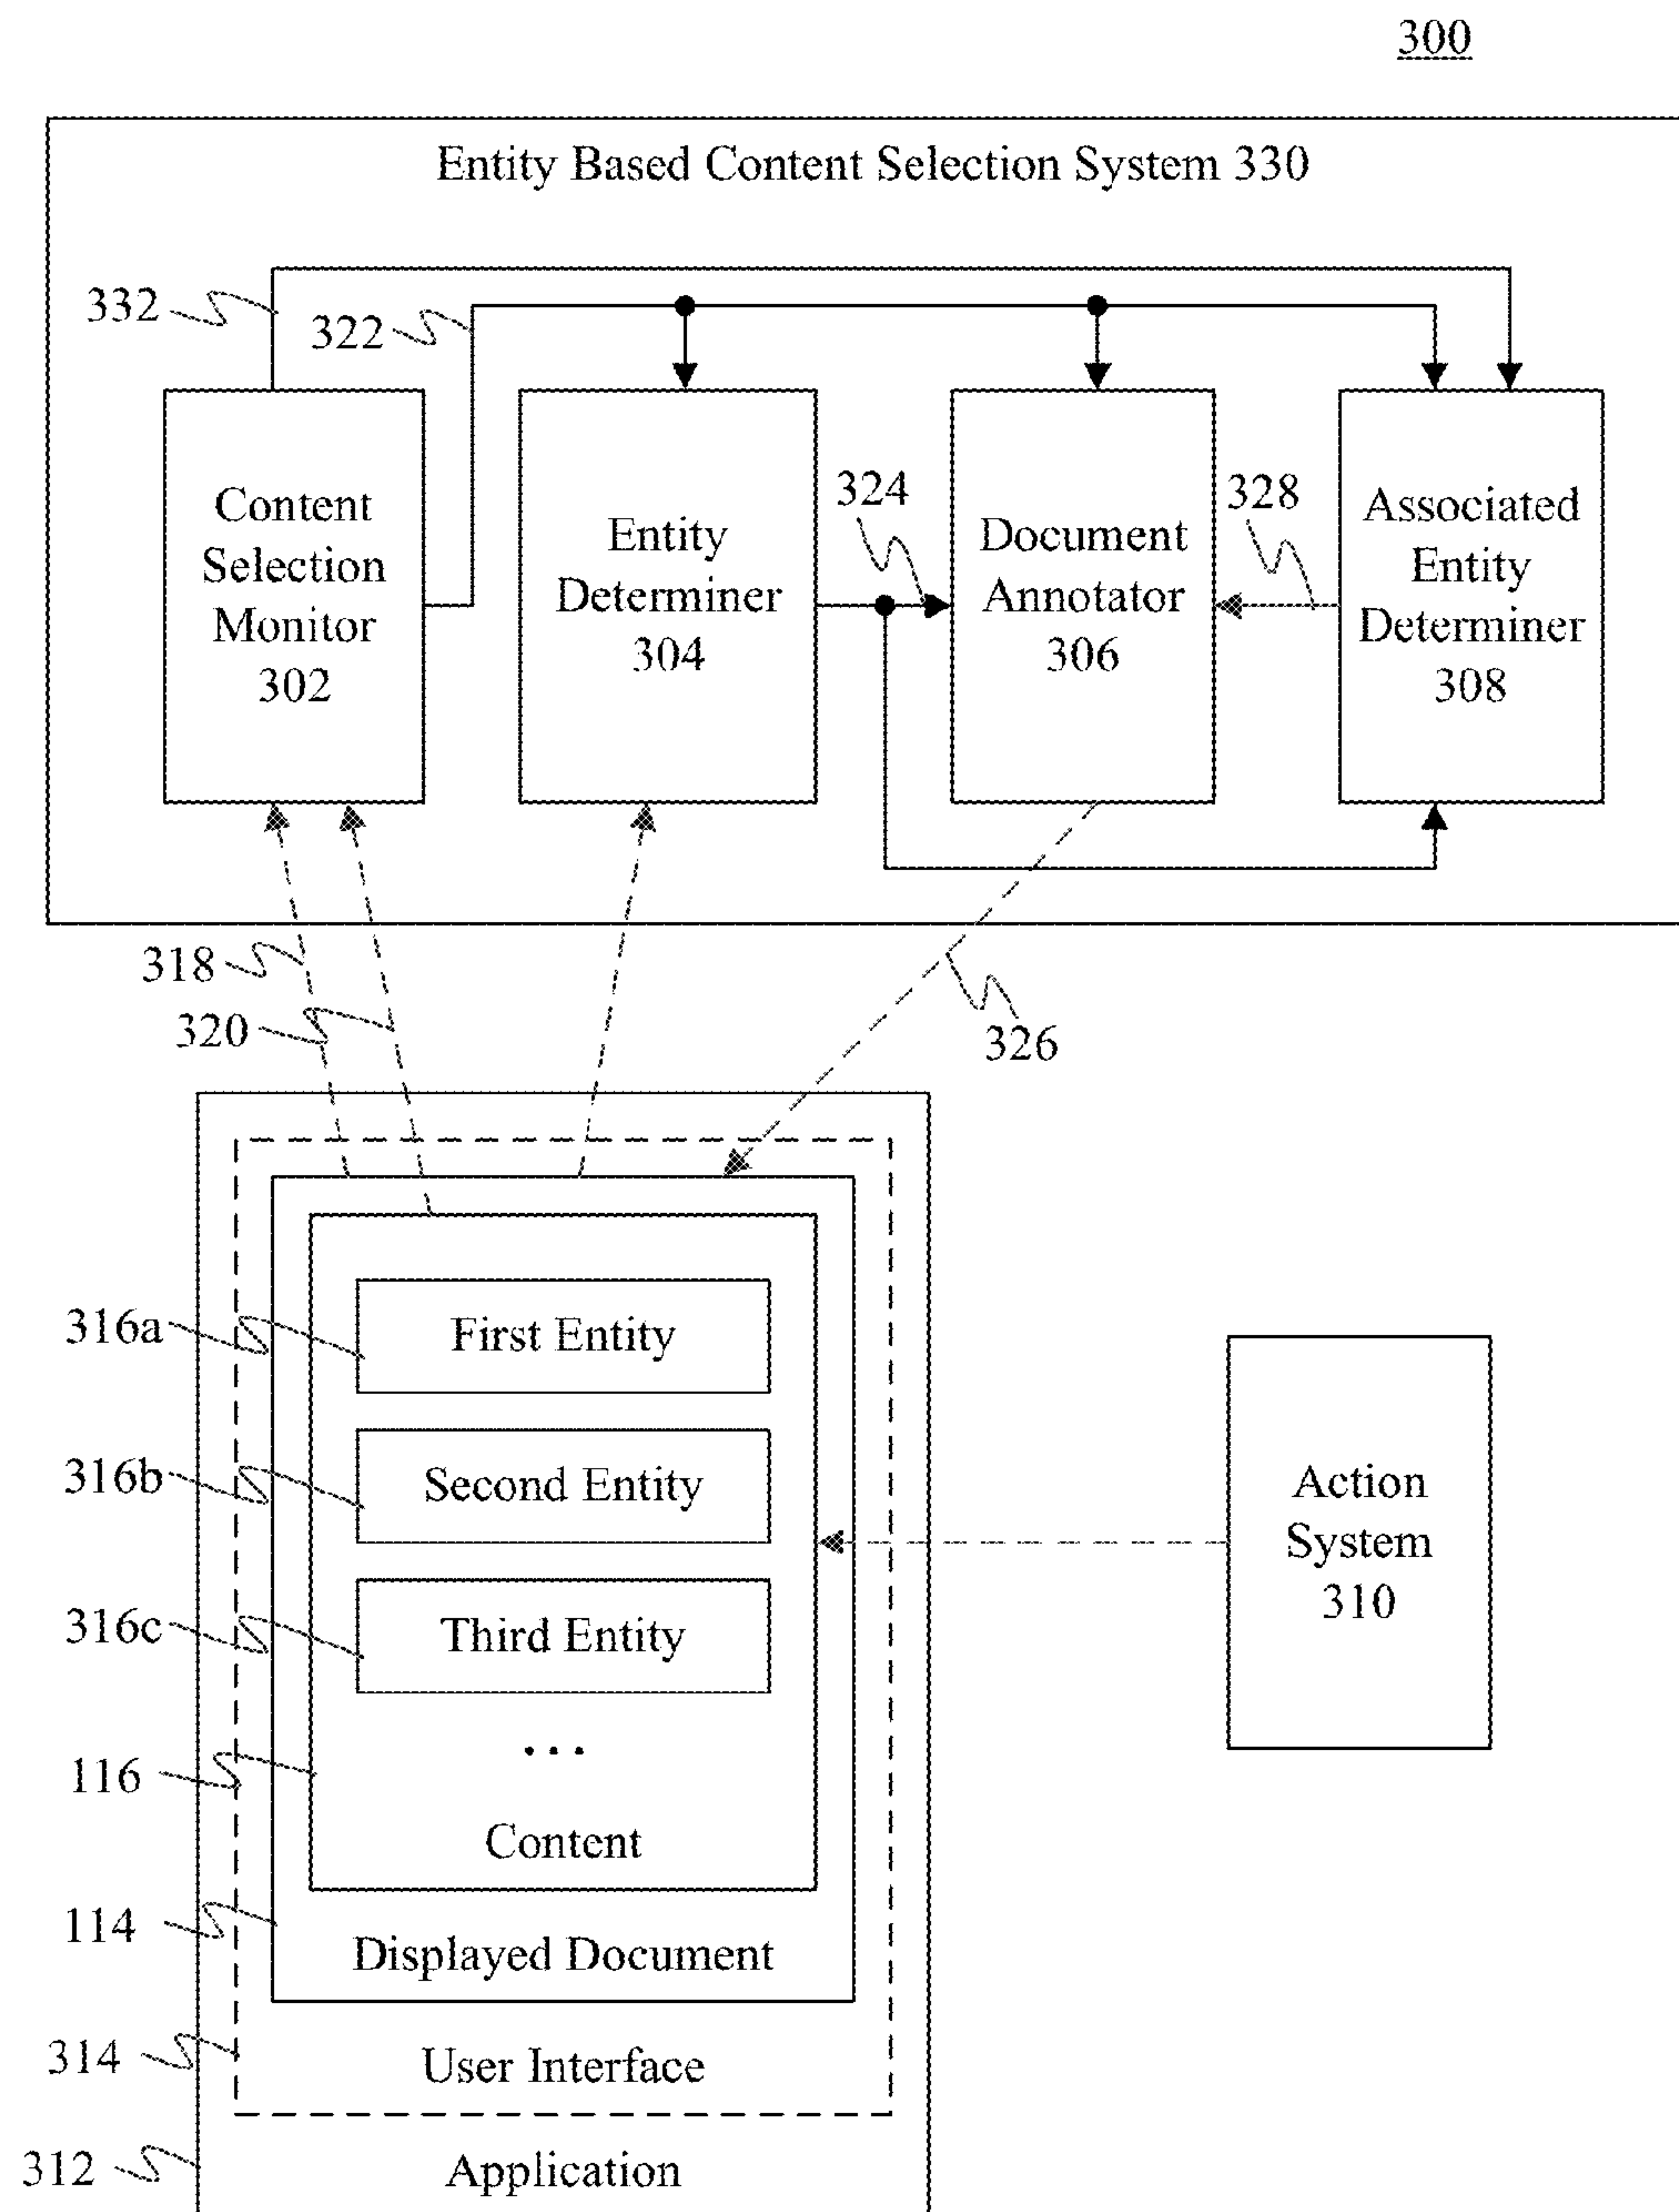 300
Entity Based Content Selection System 330
332
322
Content
Selection
Monitor
302
Entity
Determiner
304
324
Document
Annotator
306
328
Associated
Entity
Determiner
308
318
320
326
316a
First Entity
316b
Second Entity
316c
Third Entity
...
116
Content
114
Displayed Document
314
User Interface
312
Application
Action
System
310